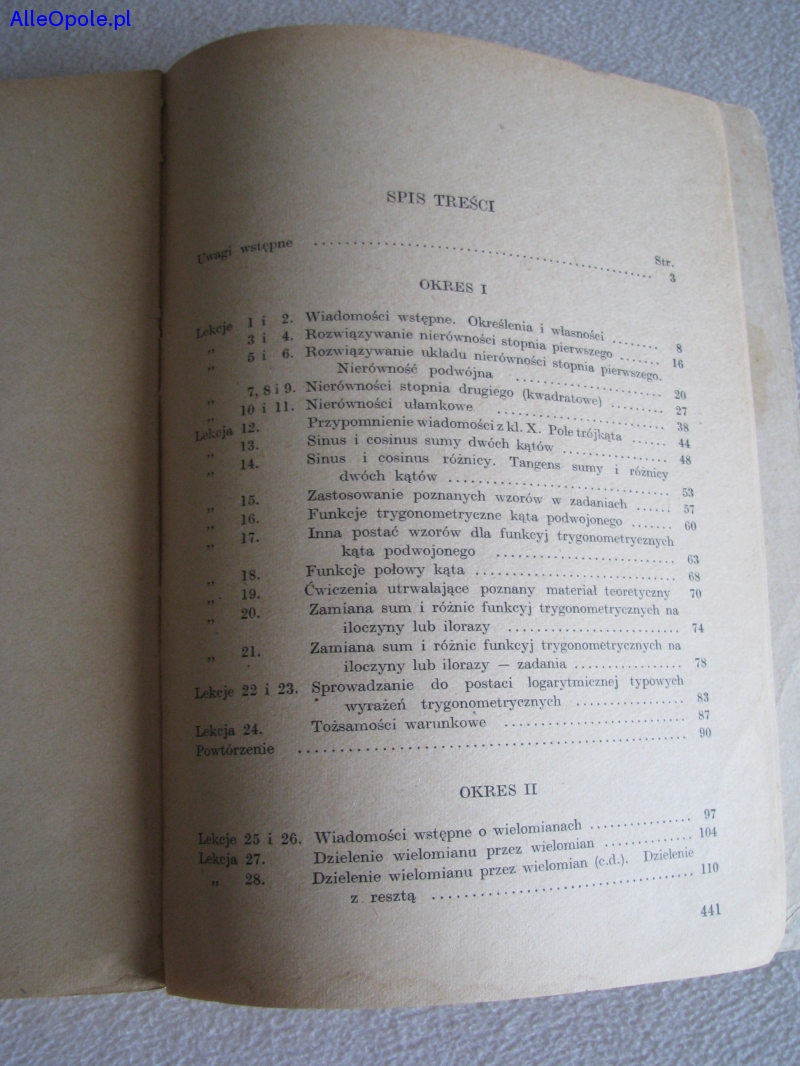 AlleOpole.pl
SPIS TREŚCI
Str.
Uwagi wstępne . . . . . . . . . . 3
OKRES I
Lekcje 1 i 2. Wiadomości wstępne. Określenia i własności . . . . . . . 8
„ 3 i 4. Rozwiązywanie nierówności stopnia pierwszego . . . . . . 16
„ 5 i 6. Rozwiązywanie układu nierówności stopnia pierwszego.
Nierówność podwójna . . . . . . . . . . 20
„ 7, 8 i 9. Nierówności stopnia drugiego (kwadratowe) . . . . . . . . . 27
„ 10 i 11. Nierówności ułamkowe . . . . . . . . . . 38
Lekcja 12. Przypomnienie wiadomości z kl. X. Pole trójkąta . . . . . . 44
„ 13. Sinus i cosinus sumy dwóch kątów . . . . . . . . . . 48
„ 14. Sinus i cosinus różnicy. Tangens sumy i różnicy
dwóch kątów . . . . . . . . . . 53
„ 15. Zastosowanie poznanych wzorów w zadaniach . . . . . . 57
„ 16. Funkcje trygonometryczne kąta podwojonego . . . . . . . 60
„ 17. Inna postać wzorów dla funkcyj trygonometrycznych
kąta podwojonego . . . . . . . . . . 63
„ 18. Funkcje połowy kąta . . . . . . . . . . 68
„ 19. Ćwiczenia utrwalające poznany materiał teoretyczny 70
„ 20. Zamiana sum i różnic funkcyj trygonometrycznych na
iloczyny lub ilorazy . . . . . . . . . . 74
„ 21. Zamiana sum i różnic funkcyj trygonometrycznych na
iloczyny lub ilorazy — zadania . . . . . . . . . . 78
Lekcje 22 i 23. Sprowadzanie do postaci logarytmicznej typowych
wyrażeń trygonometrycznych . . . . . . . . . . 83
Lekcja 24. Tożsamości warunkowe . . . . . . . . . . 87
Powtórzenie . . . . . . . . . . 90
OKRES II
Lekcje 25 i 26. Wiadomości wstępne o wielomianach . . . . . . . . . . 97
Lekcja 27. Dzielenie wielomianu przez wielomian . . . . . . . . . . 104
„ 28. Dzielenie wielomianu przez wielomian (c.d.). Dzielenie
z resztą . . . . . . . . . . 110
441